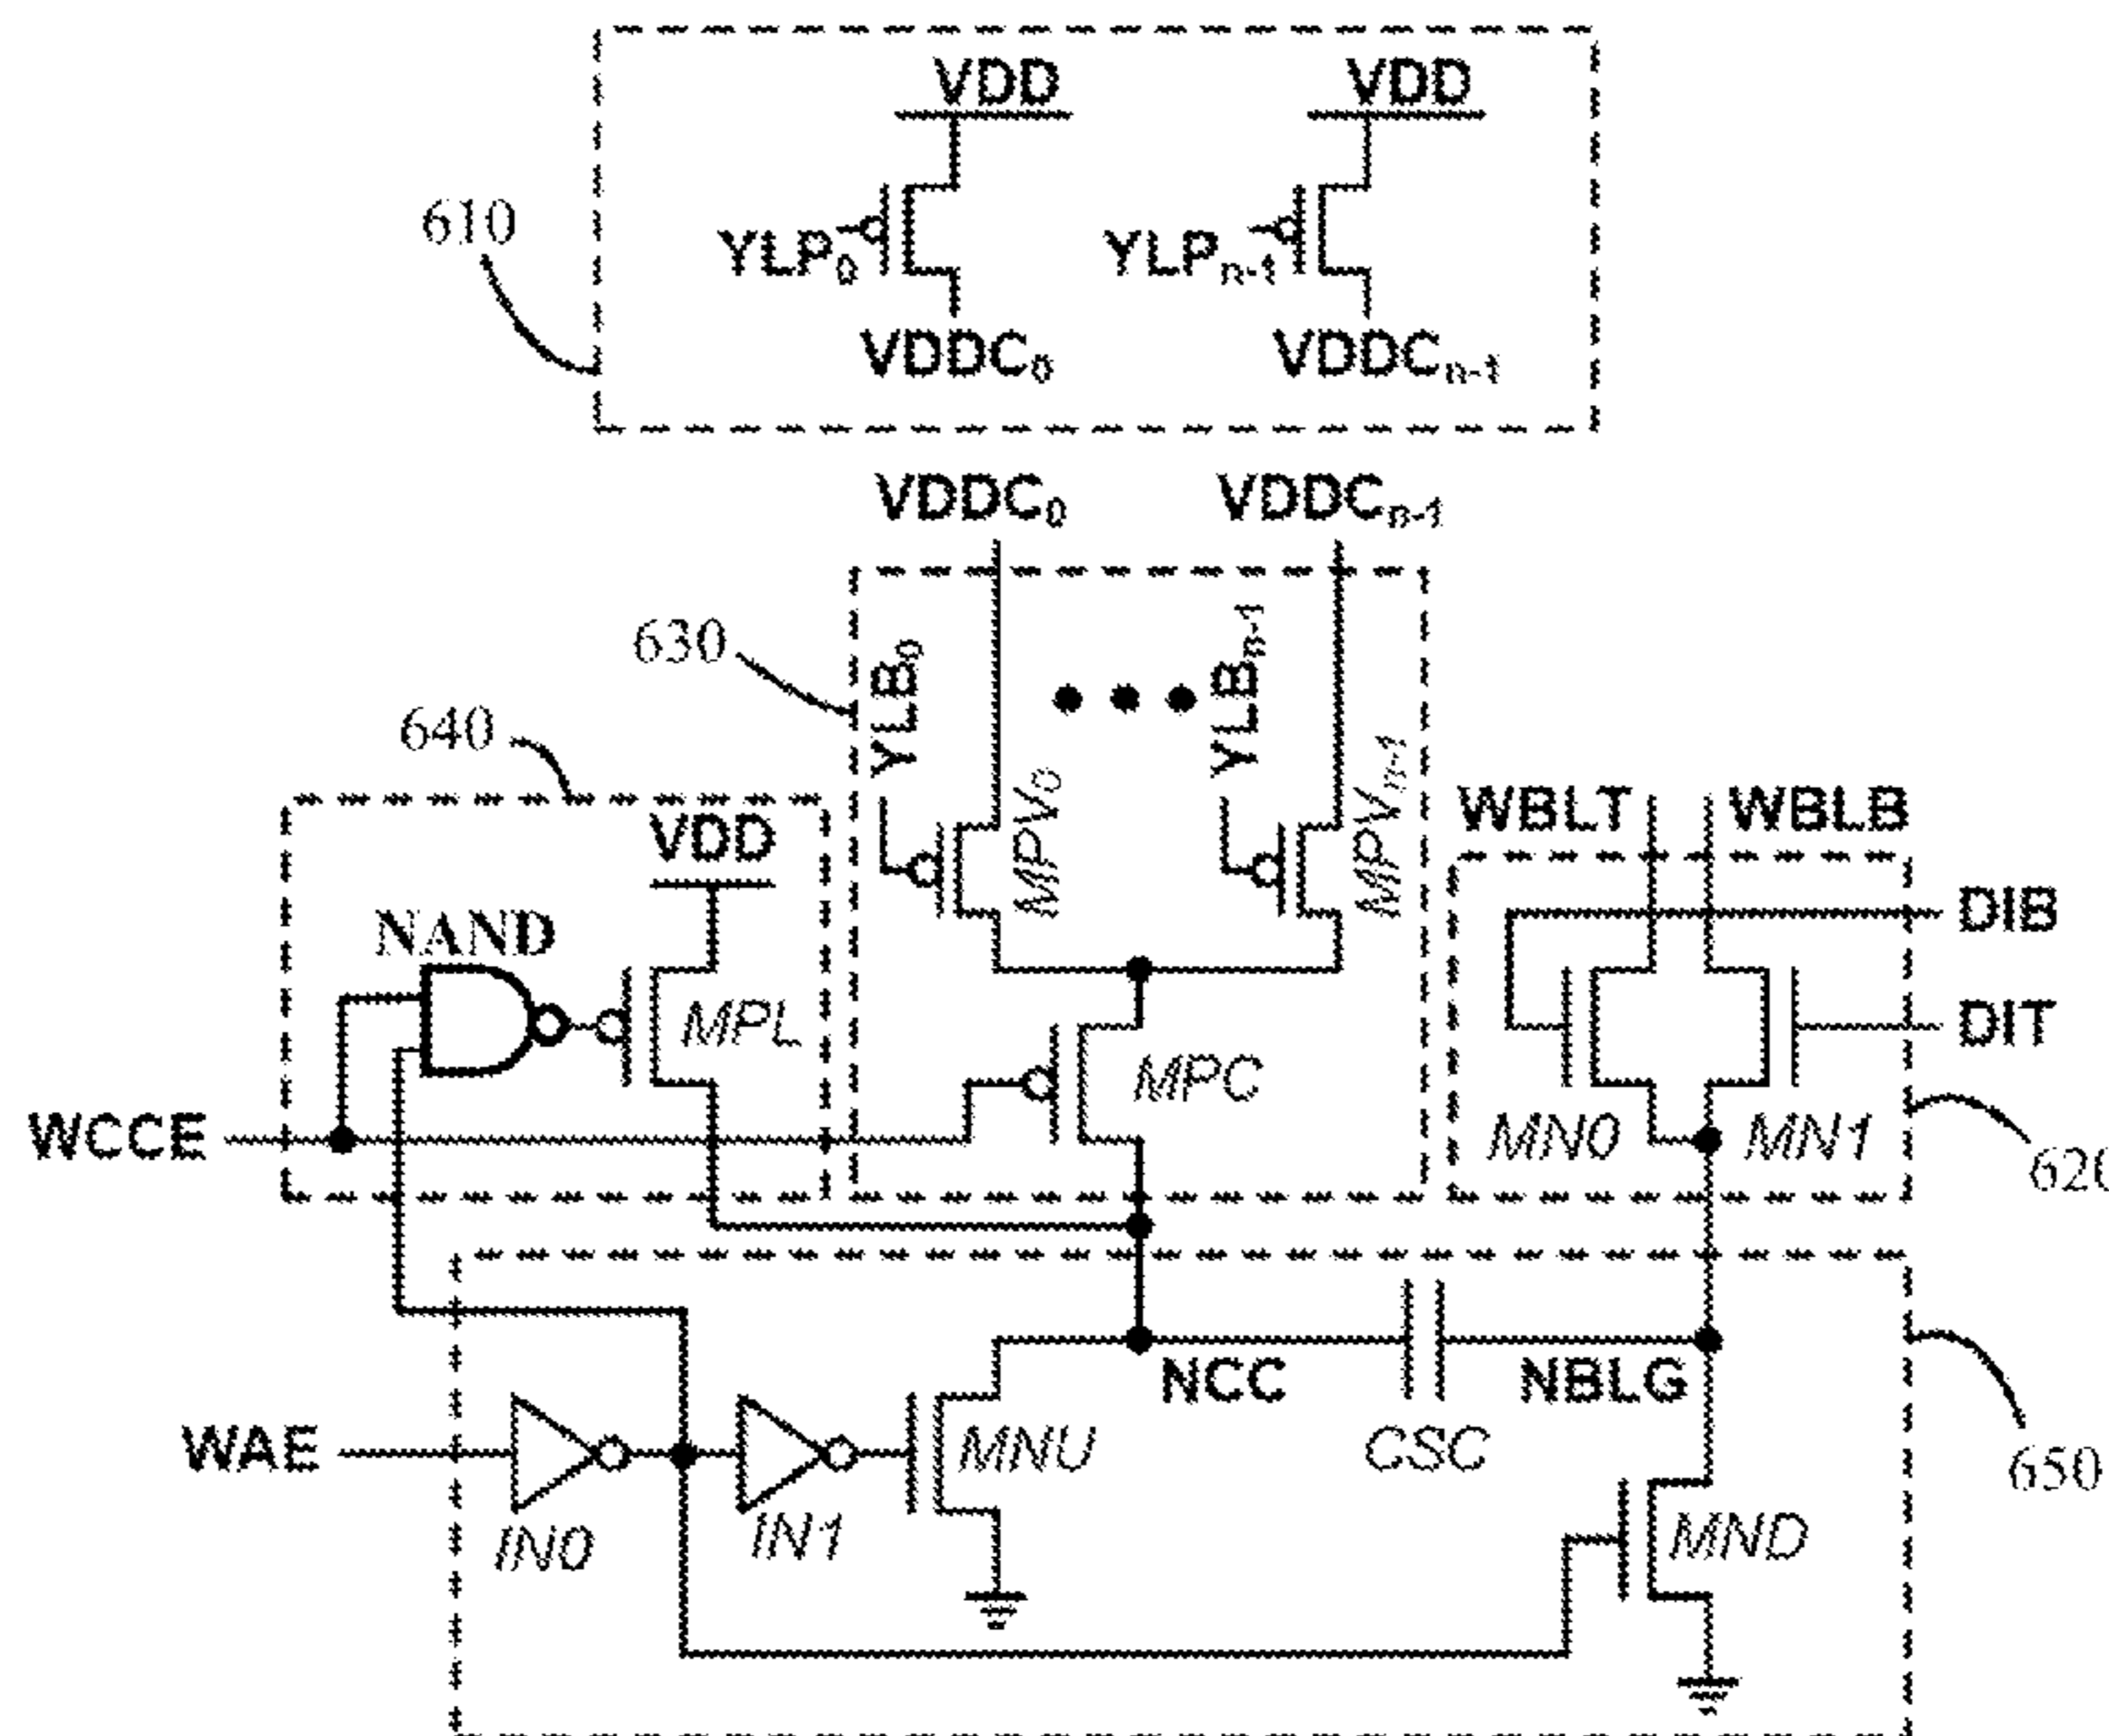 VDD VDD
610
YLP₀ YLPₙ₋₁
VDDC₀ VDDCₙ₋₁
VDDC₀ VDDCₙ₋₁
630
YLB₀
YLBₙ₋₁
640
MPV₀
MPVₙ₋₁
VDD
WBLT WBLB
NAND
DIB
MPL
DIT
MPC
WCCE
MN0 MN1
620
NCC NBLG
WAE
MNU
CSC
650
IN0 IN1
MND